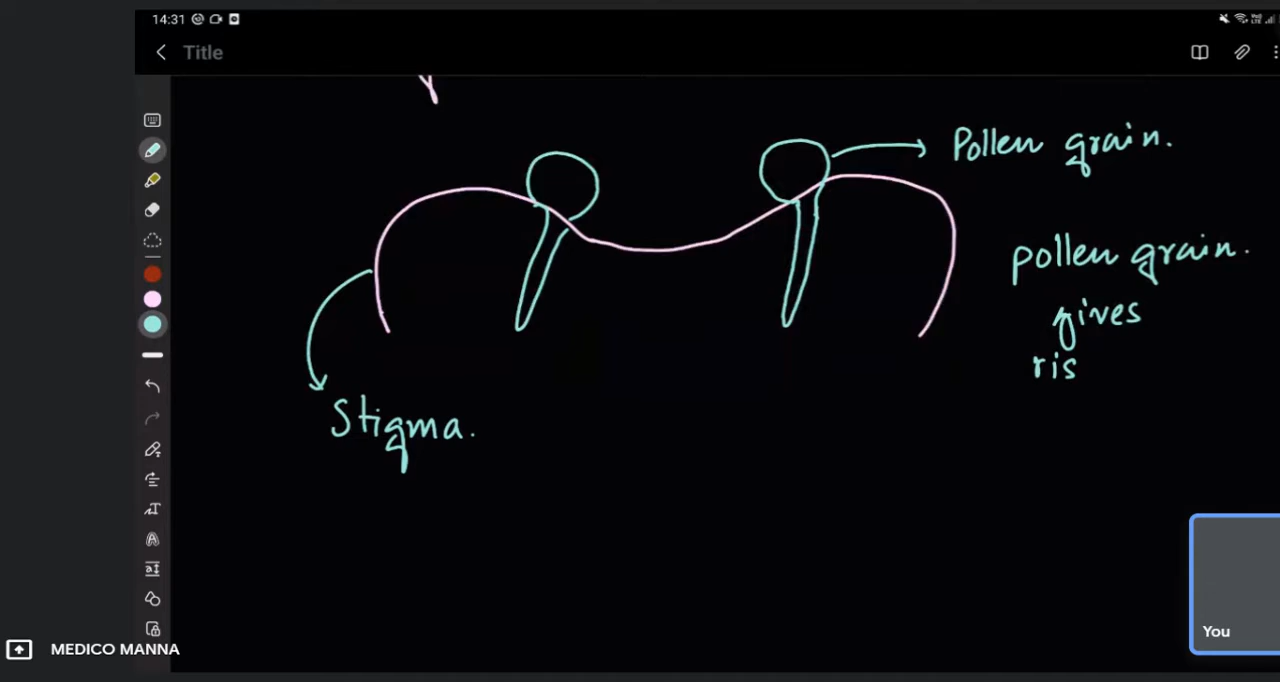 14:31
Title
Pollen grain.
pollen grain.
gives
ris
Stigma.
MEDICO MANNA
You